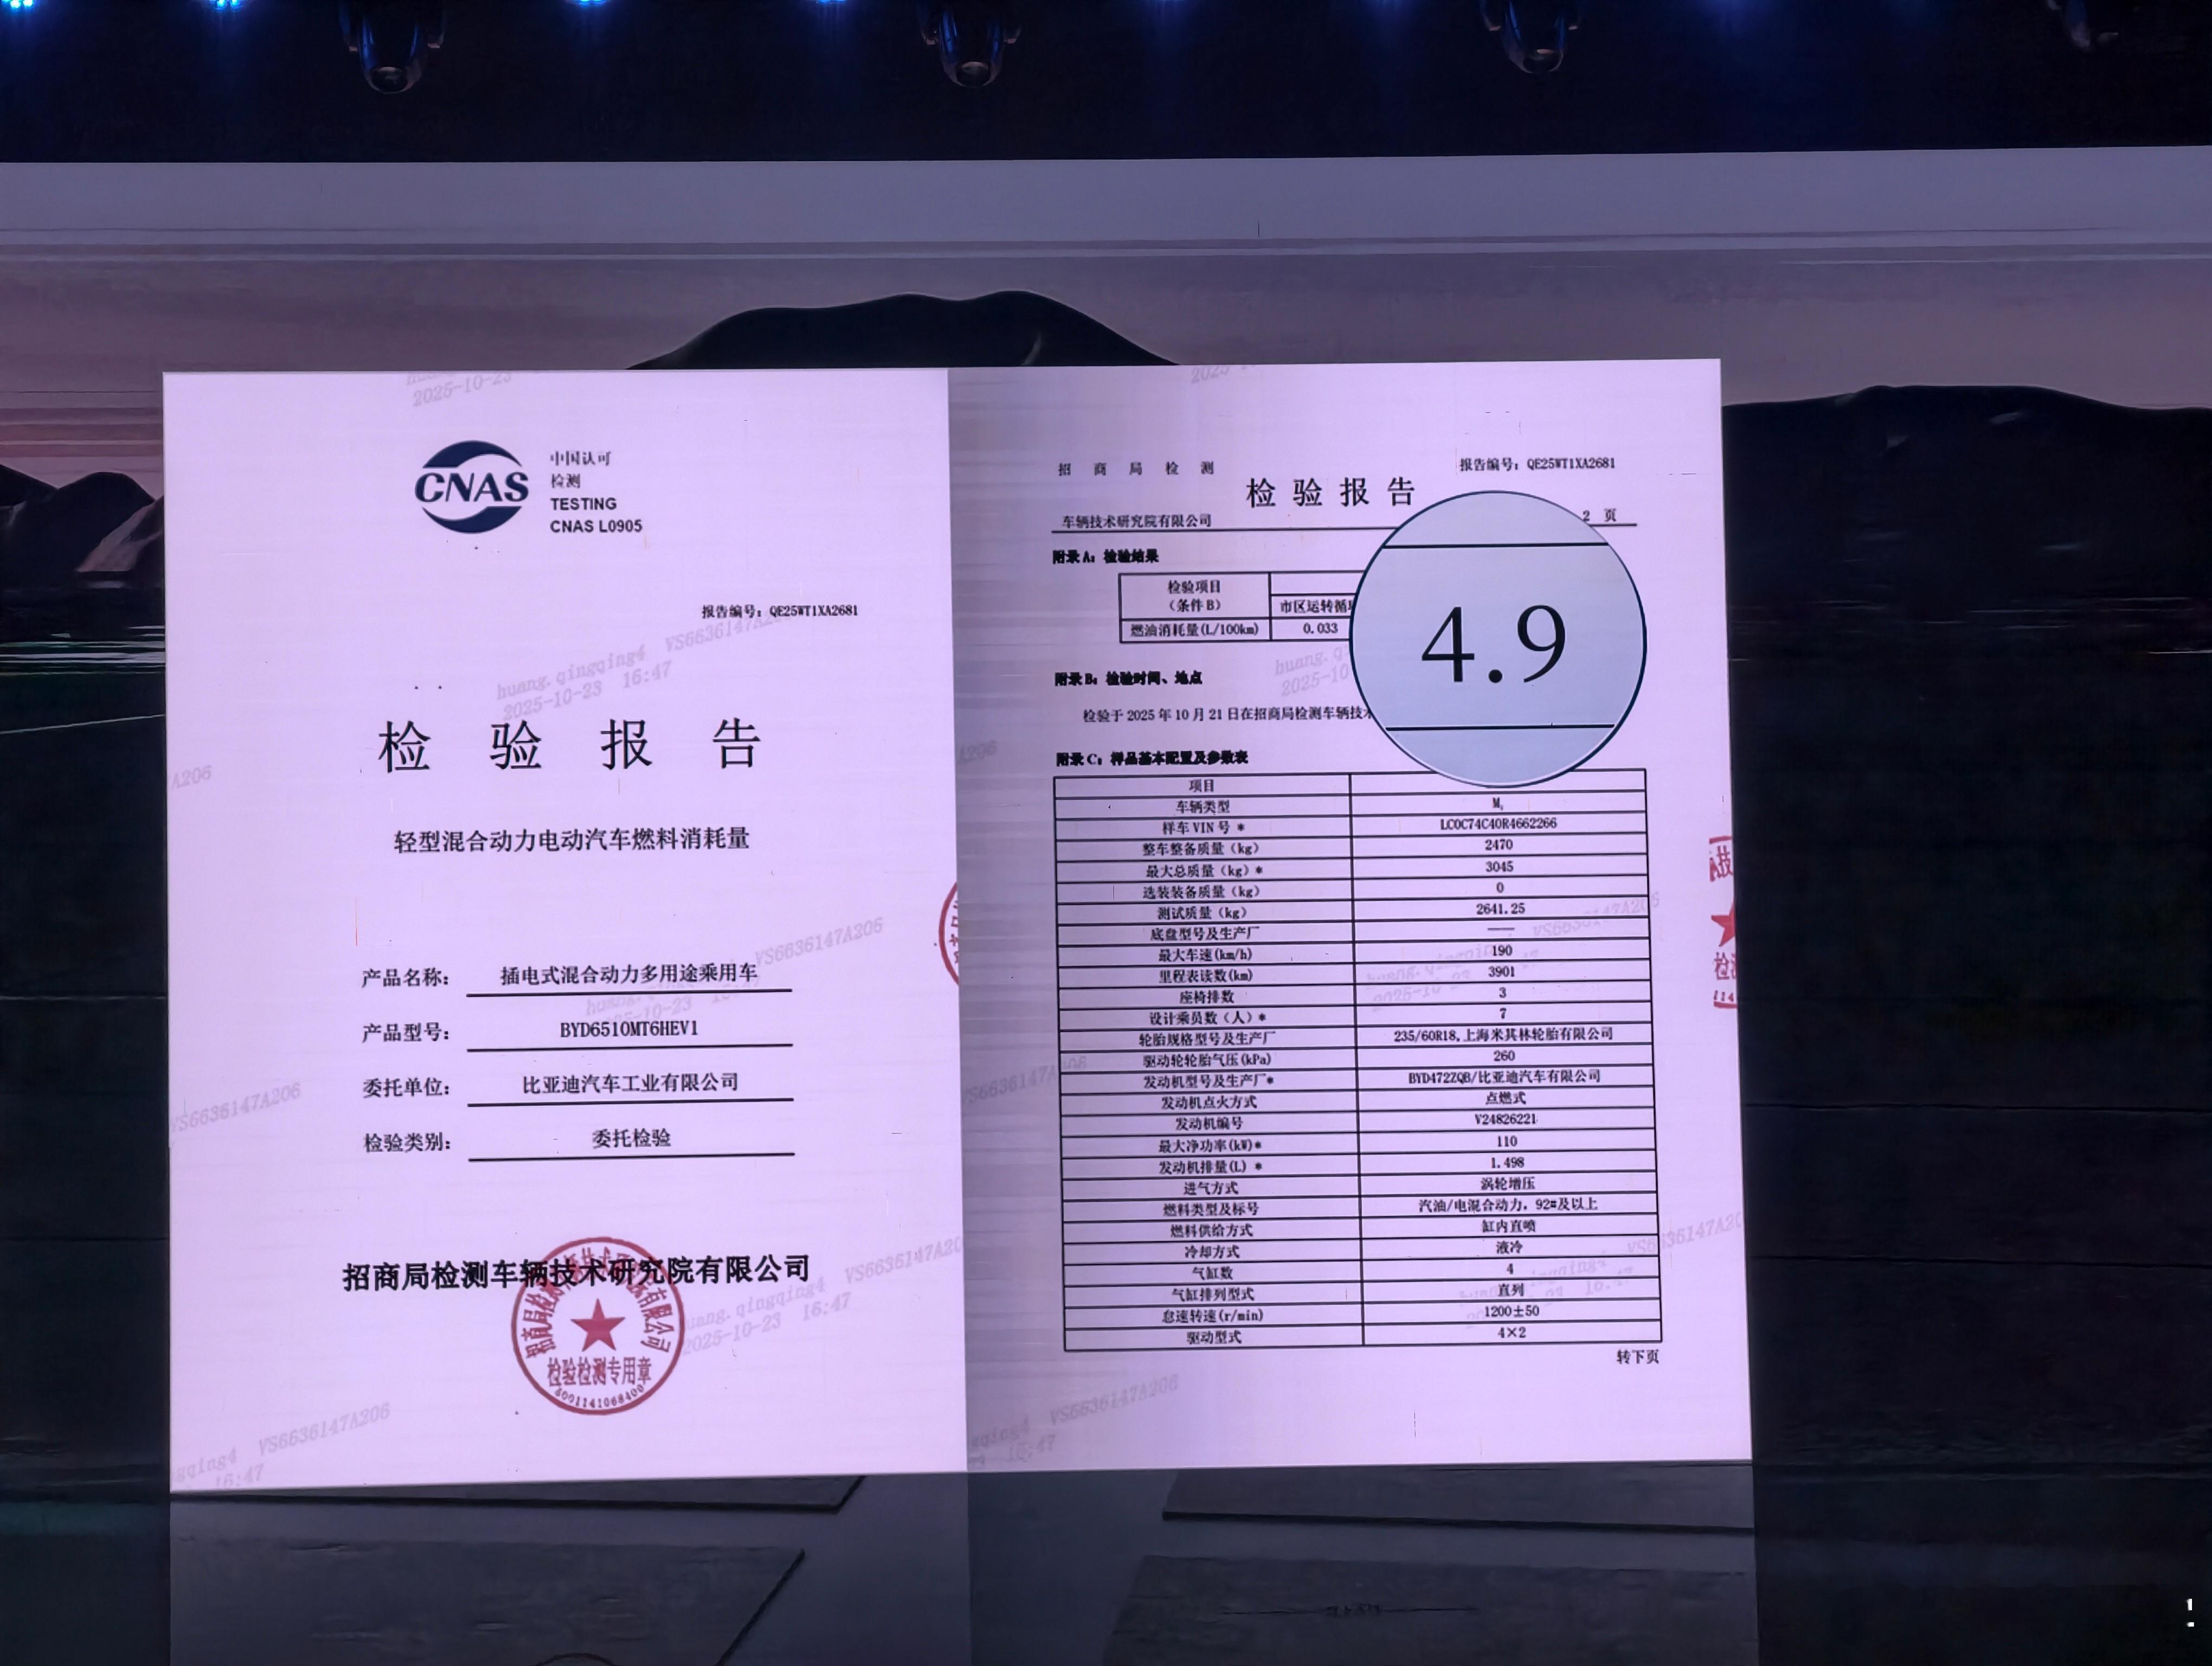 CNAS
中国认可
检测
TESTING
CNAS L0905
报告编号：QE25WT1XA2681
检 验 报 告
轻型混合动力电动汽车燃料消耗量
产品名称： 插电式混合动力多用途乘用车
产品型号： BYD6510MT6HEV1
委托单位： 比亚迪汽车工业有限公司
检验类别： 委托检验
招商局检测车辆技术研究院有限公司
检验检测专用章
huang.qingqing4 VS6636147A206
2025-10-23 16:47
招 商 局 检 测
报告编号：QE25WT1XA2681
检 验 报 告
车辆技术研究院有限公司
2 页
附录A：检验结果
检验项目
（条件B）
市区运转循
燃油消耗量(L/100km) 0.033
4.9
附录B：检验时间、地点
检验于 2025 年 10 月 21 日在招商局检测车辆技
附录C：样品基本配置及参数表
项目
车辆类型 M₁
样车VIN号 * LC0C74C40R4662266
整车整备质量（kg） 2470
最大总质量（kg）* 3045
选装装备质量（kg） 0
测试质量（kg） 2641.25
底盘型号及生产厂 ——
最大车速(km/h) 190
里程表读数(km) 3901
座椅排数 3
设计乘员数（人）* 7
轮胎规格型号及生产厂 235/60R18,上海米其林轮胎有限公司
驱动轮轮胎气压(kPa) 260
发动机型号及生产厂* BYD472ZQB/比亚迪汽车有限公司
发动机点火方式 点燃式
发动机编号 V24826221
最大净功率(kW)* 110
发动机排量(L) * 1.498
进气方式 涡轮增压
燃料类型及标号 汽油/电混合动力，92#及以上
燃料供给方式 缸内直喷
冷却方式 液冷
气缸数 4
气缸排列型式 直列
怠速转速(r/min) 1200±50
驱动型式 4×2
转下页